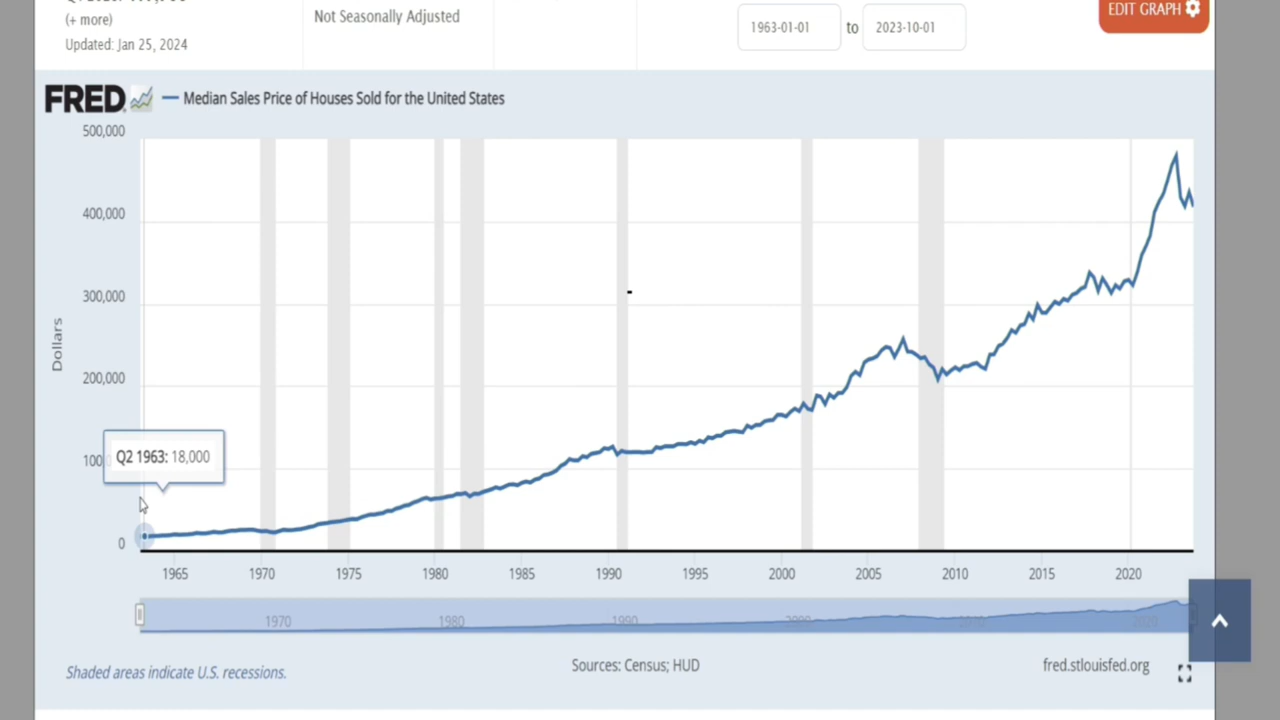 (+ more)
Updated: Jan 25, 2024
Not Seasonally Adjusted
1963-01-01 to 2023-10-01
EDIT GRAPH
FRED
Median Sales Price of Houses Sold for the United States
500,000
400,000
300,000
200,000
100
0
Dollars
Q2 1963: 18,000
1965 1970 1975 1980 1985 1990 1995 2000 2005 2010 2015 2020
1970 1980 1990 2000 2010 2020
Shaded areas indicate U.S. recessions.
Sources: Census; HUD
fred.stlouisfed.org